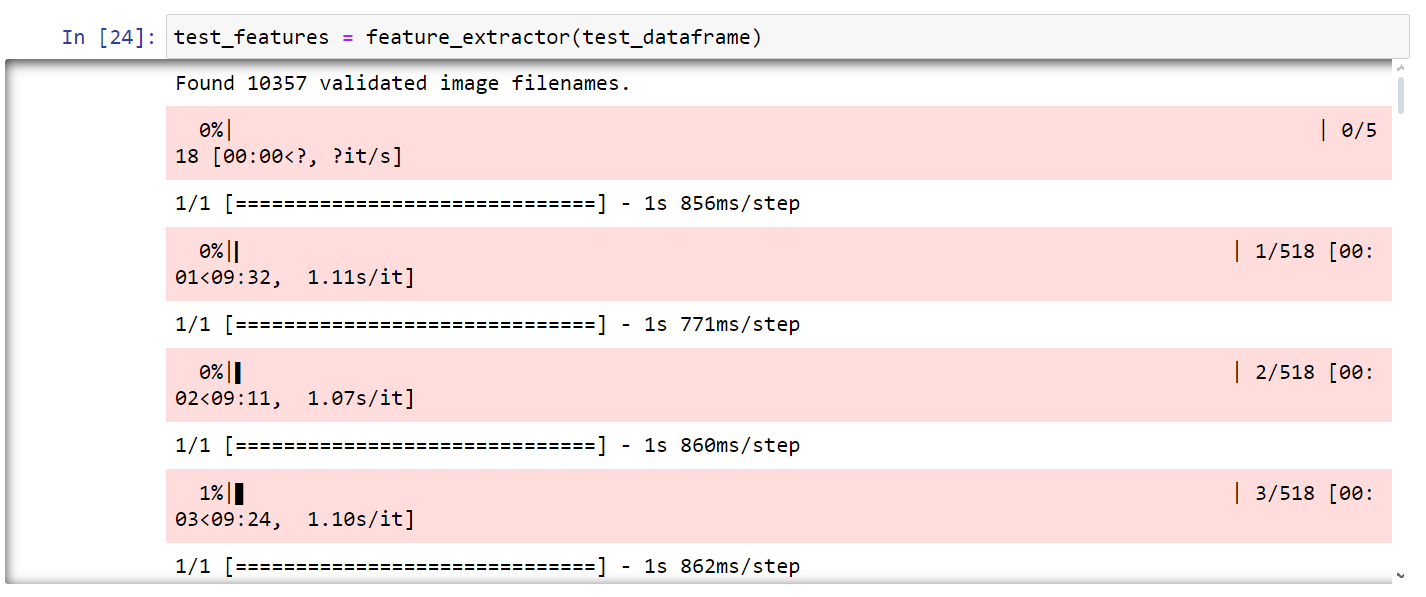 In [24]: test_features = feature_extractor(test_dataframe)
Found 10357 validated image filenames.
0%| | 0/5
18 [00:00<?, ?it/s]
1/1 [==============================] - 1s 856ms/step
0%|▎ | 1/518 [00:
01<09:32,  1.11s/it]
1/1 [==============================] - 1s 771ms/step
0%|▌ | 2/518 [00:
02<09:11,  1.07s/it]
1/1 [==============================] - 1s 860ms/step
1%|▋ | 3/518 [00:
03<09:24,  1.10s/it]
1/1 [==============================] - 1s 862ms/step